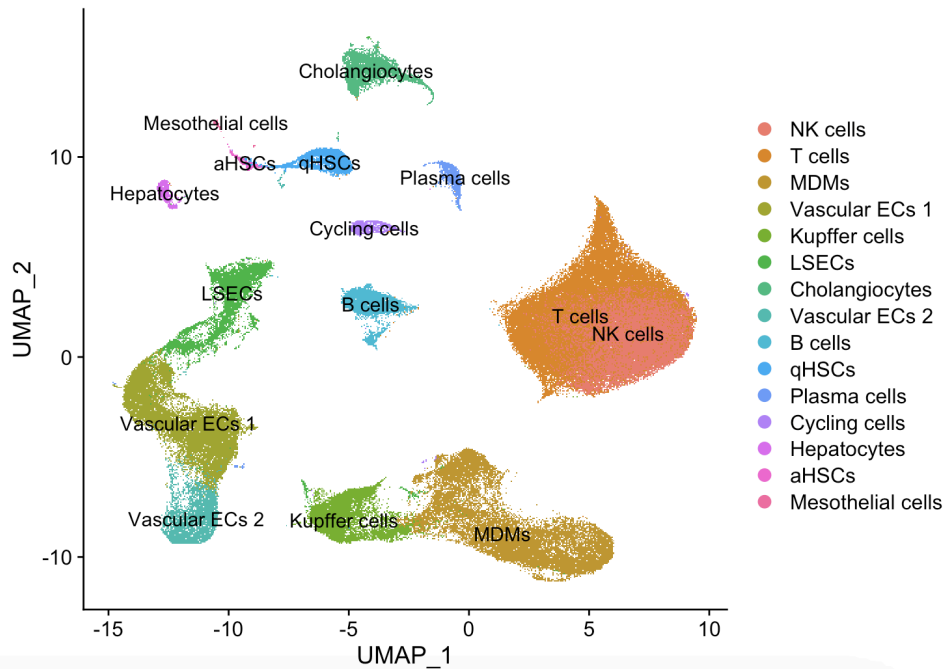 Cholangiocytes
Mesothelial cells
aHSCs
qHSCs
Hepatocytes
Plasma cells
Cycling cells
LSECs
B cells
T cells
NK cells
Vascular ECs 1
Vascular ECs 2
Kupffer cells
MDMs
UMAP_2
10
0
-10
-15
-10
-5
0
5
10
UMAP_1
NK cells
T cells
MDMs
Vascular ECs 1
Kupffer cells
LSECs
Cholangiocytes
Vascular ECs 2
B cells
qHSCs
Plasma cells
Cycling cells
Hepatocytes
aHSCs
Mesothelial cells